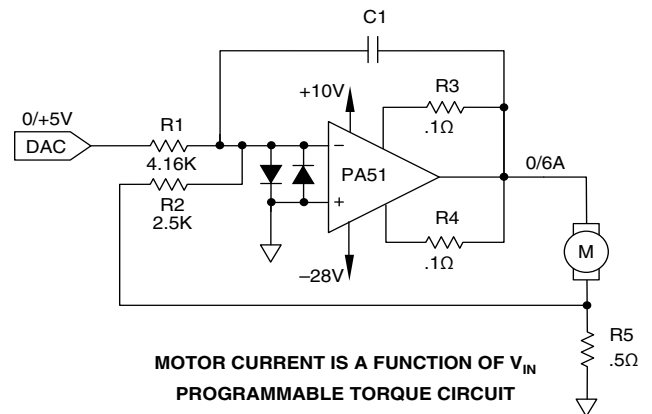 C1
+10V
R3
.1Ω
0/+5V
DAC
R1
4.16K
R2
2.5K
–
+
PA51
0/6A
R4
.1Ω
–28V
M
R5
.5Ω
MOTOR CURRENT IS A FUNCTION OF VIN
PROGRAMMABLE TORQUE CIRCUIT